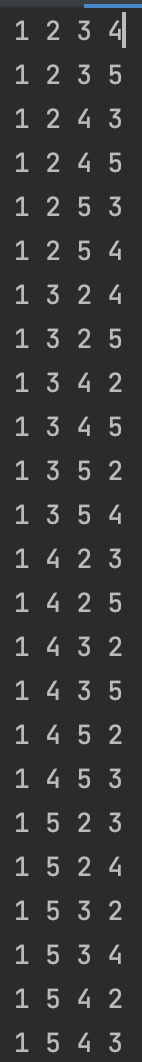 1 2 3 4
1 2 3 5
1 2 4 3
1 2 4 5
1 2 5 3
1 2 5 4
1 3 2 4
1 3 2 5
1 3 4 2
1 3 4 5
1 3 5 2
1 3 5 4
1 4 2 3
1 4 2 5
1 4 3 2
1 4 3 5
1 4 5 2
1 4 5 3
1 5 2 3
1 5 2 4
1 5 3 2
1 5 3 4
1 5 4 2
1 5 4 3